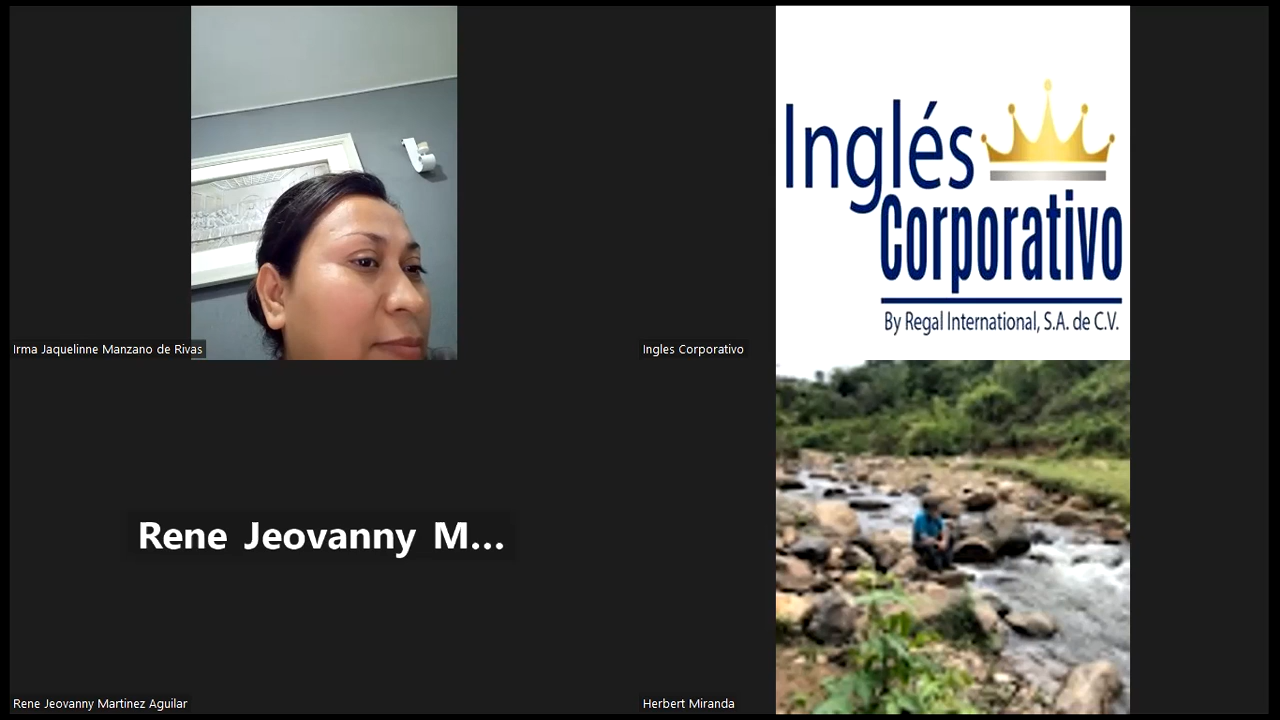 Inglés
Corporativo
By Regal International, S.A. de C.V.
Irma Jaquelinne Manzano de Rivas
Ingles Corporativo
Rene Jeovanny M...
Rene Jeovanny Martinez Aguilar
Herbert Miranda